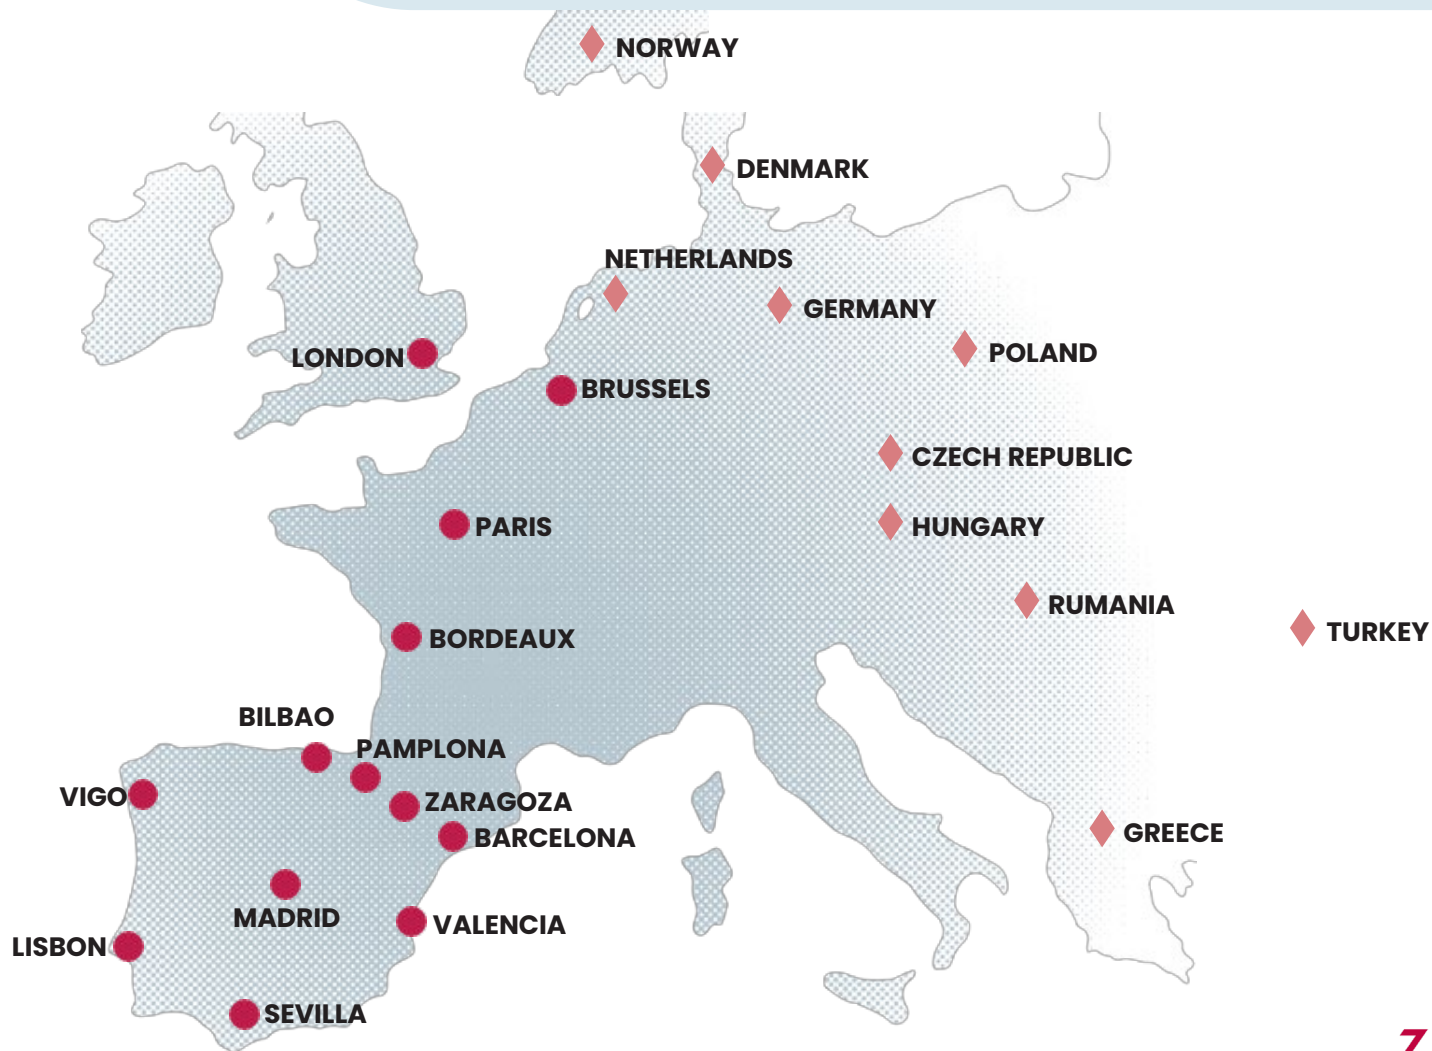 NORWAY
DENMARK
NETHERLANDS
GERMANY
POLAND
LONDON
BRUSSELS
CZECH REPUBLIC
PARIS
HUNGARY
RUMANIA
TURKEY
BORDEAUX
BILBAO
PAMPLONA
VIGO
ZARAGOZA
BARCELONA
GREECE
MADRID
VALENCIA
LISBON
SEVILLA